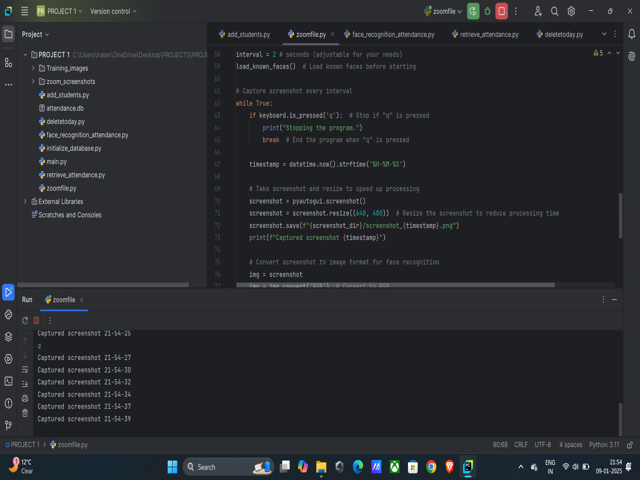 PR PROJECT 1 Version control zoomfile
Project
add_students.py zoomfile.py face_recognition_attendance.py retrieve_attendance.py deletetoday.py
PROJECT 1
Training_images
zoom_screenshots
add_students.py
attendance.db
deletetoday.py
face_recognition_attendance.py
initialize_database.py
main.py
retrieve_attendance.py
zoomfile.py
External Libraries
Scratches and Consoles
5
58 interval = 2 # seconds (adjustable for your needs)
59 load_known_faces() # Load known faces before starting
60
61 # Capture screenshot every interval
62 while True:
63 if keyboard.is_pressed('q'): # Stop if "q" is pressed
64 print("Stopping the program.")
65 break # End the program when "q" is pressed
66
67 timestamp = datetime.now().strftime('%H-%M-%S')
68
69 # Take screenshot and resize to speed up processing
70 screenshot = pyautogui.screenshot()
71 screenshot = screenshot.resize((640, 480)) # Resize the screenshot to reduce processing time
72 screenshot.save(f"{screenshot_dir}/screenshot_{timestamp}.png")
73 print(f"Captured screenshot {timestamp}")
74
75 # Convert screenshot to image format for face recognition
76 img = screenshot
77 img = img.convert('RGB') # Convert to RGB
Run zoomfile
Captured screenshot 21-54-25
q
Captured screenshot 21-54-27
Captured screenshot 21-54-30
Captured screenshot 21-54-32
Captured screenshot 21-54-34
Captured screenshot 21-54-37
Captured screenshot 21-54-39
PROJECT 1 zoomfile.py 80:68 CRLF UTF-8 4 spaces Python 3.11
12°C
Clear
Search
ENG
IN
21:54
09-01-2025